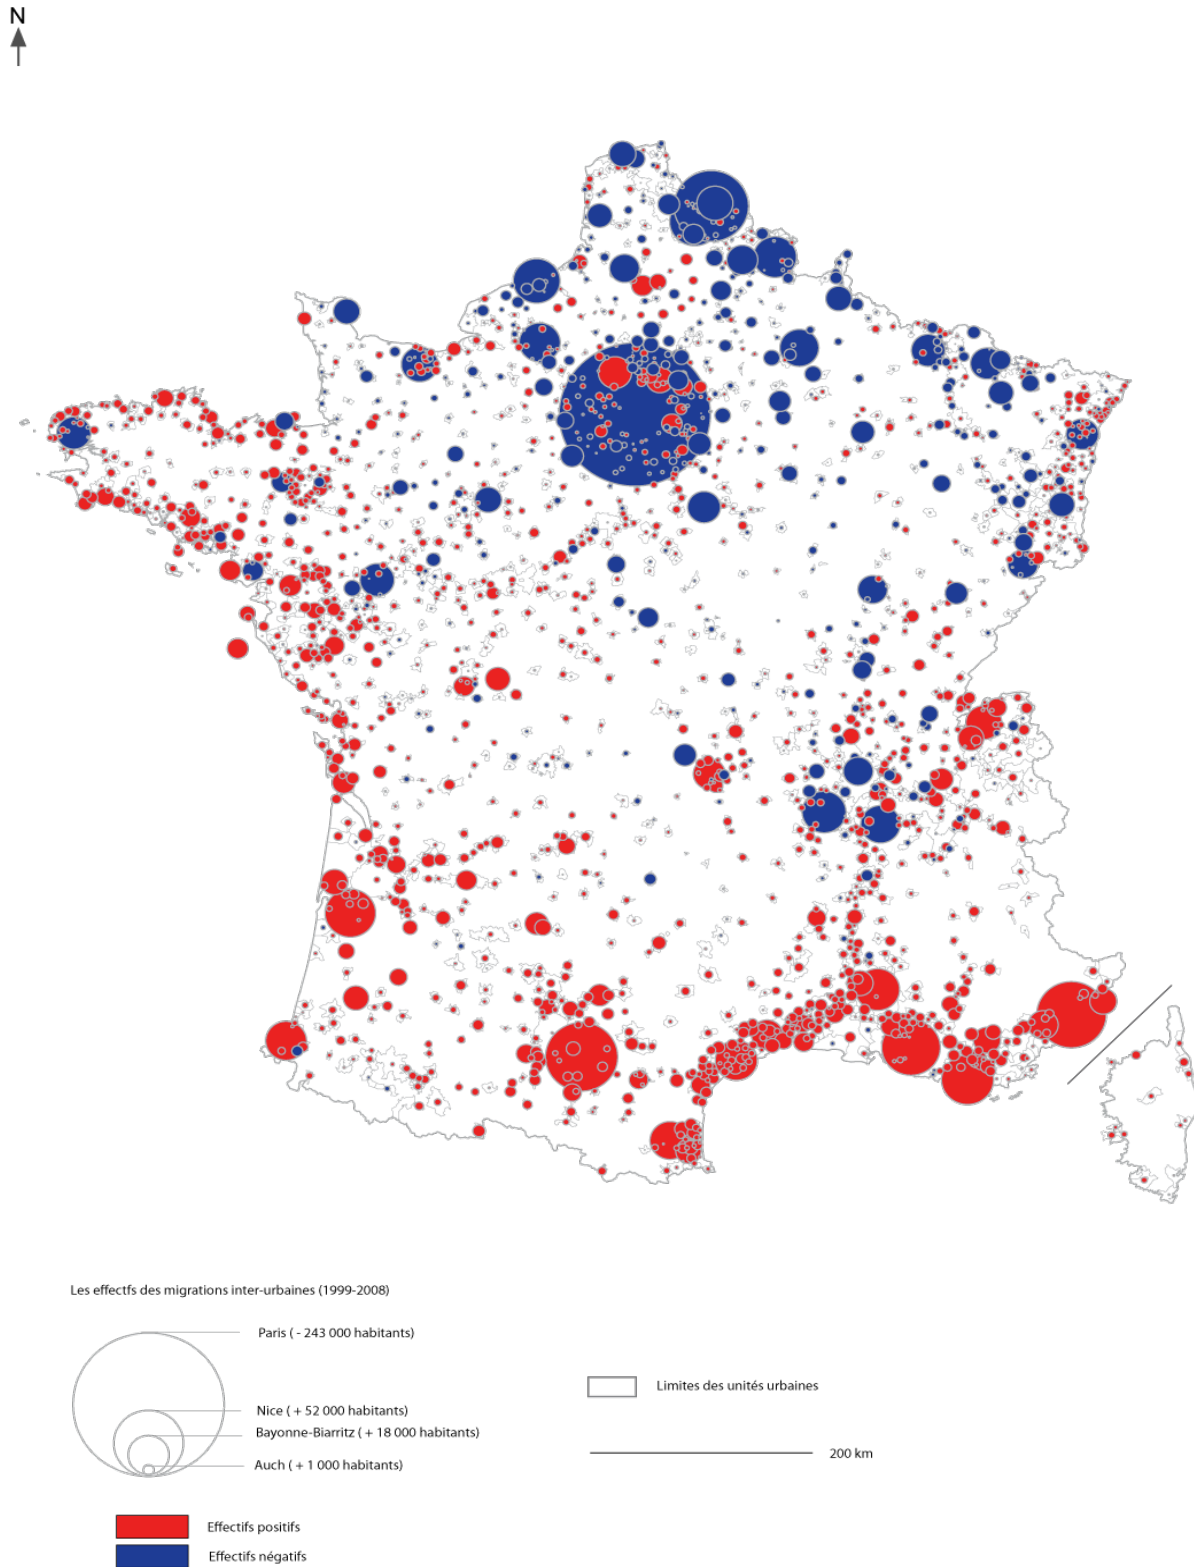 N
Les effectfs des migrations inter-urbaines (1999-2008)
Paris ( - 243 000 habitants)
Nice ( + 52 000 habitants)
Bayonne-Biarritz ( + 18 000 habitants)
Auch ( + 1 000 habitants)
Limites des unités urbaines
200 km
Effectifs positifs
Effectifs négatifs